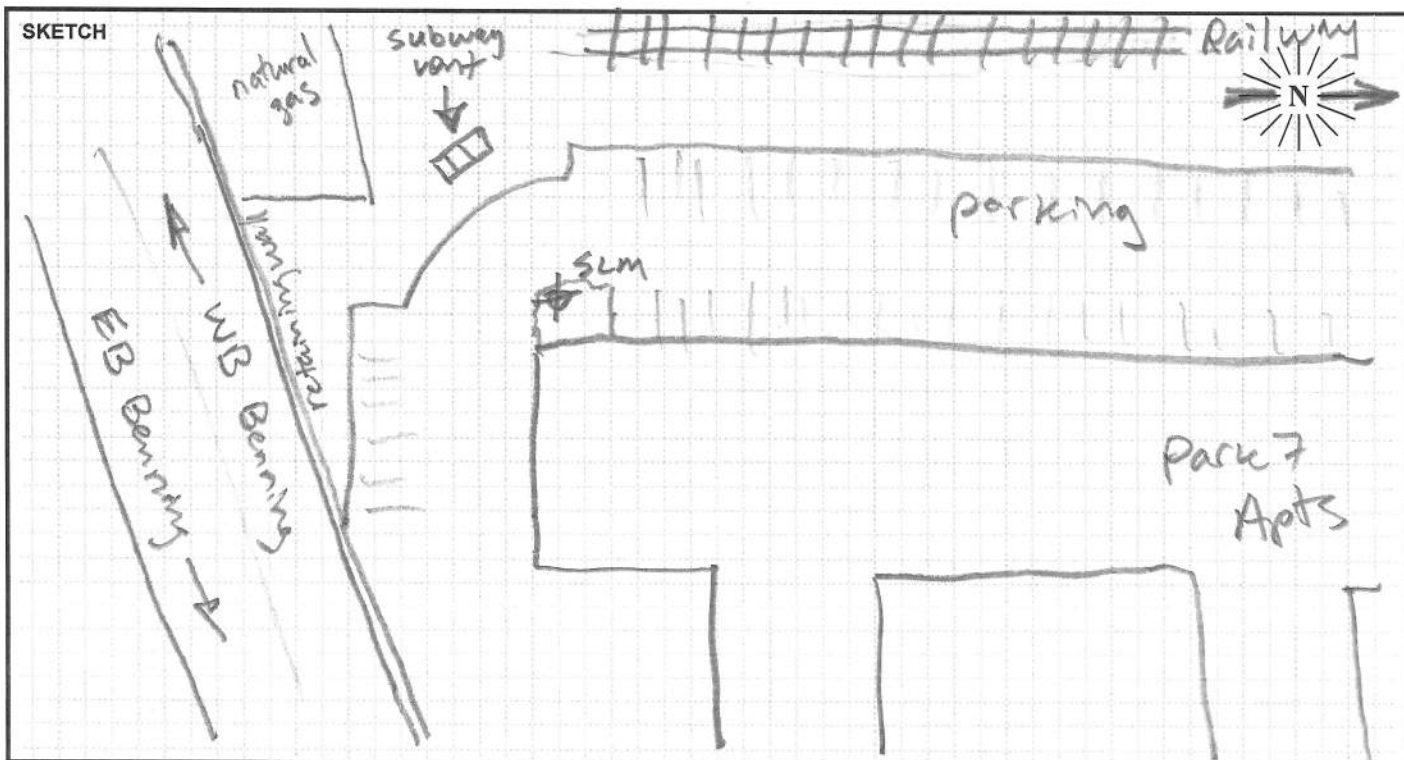 SKETCH
natural
gas
subway
vent
Railway
N
parking
SLM
retaining wall
WB Benning
EB Benning
Park 7
Apts